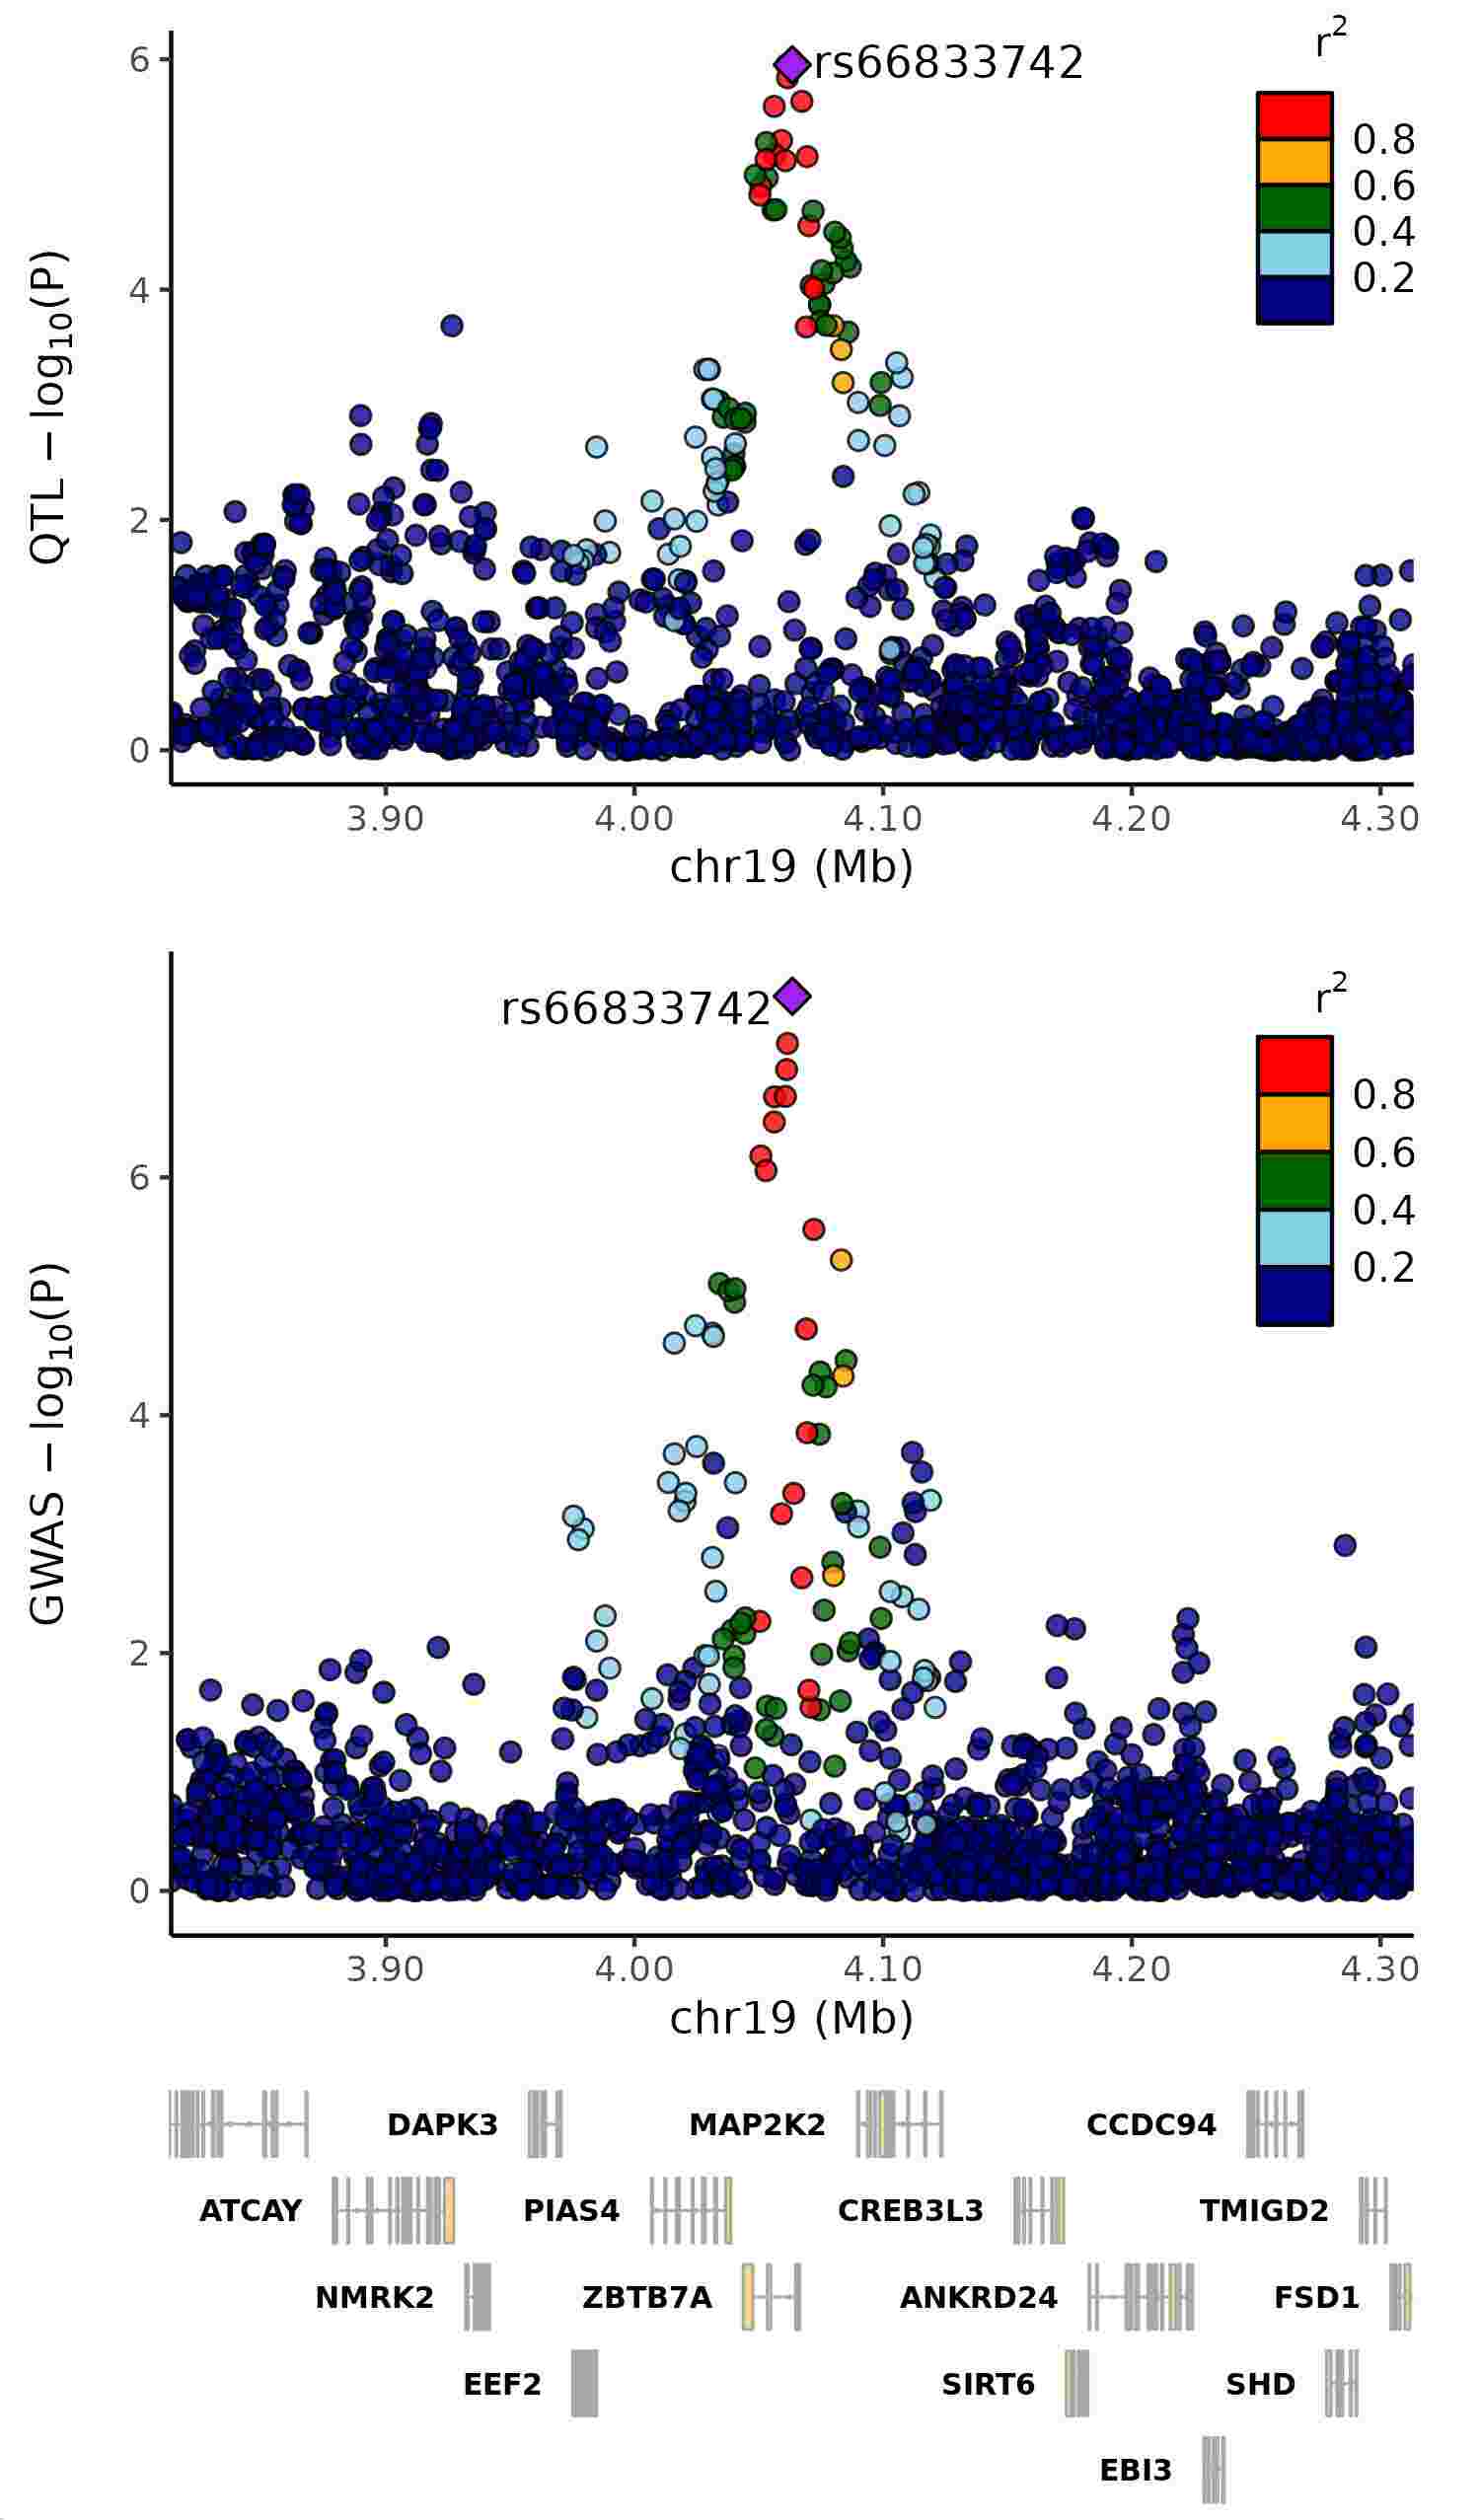 r²
rs66833742
6
4
2
0
0.8
0.6
0.4
0.2
QTL − log₁₀(P)
3.90 4.00 4.10 4.20 4.30
chr19 (Mb)
r²
rs66833742
6
4
2
0
0.8
0.6
0.4
0.2
GWAS − log₁₀(P)
3.90 4.00 4.10 4.20 4.30
chr19 (Mb)
DAPK3 MAP2K2 CCDC94
ATCAY PIAS4 CREB3L3 TMIGD2
NMRK2 ZBTB7A ANKRD24 FSD1
EEF2 SIRT6 SHD
EBI3